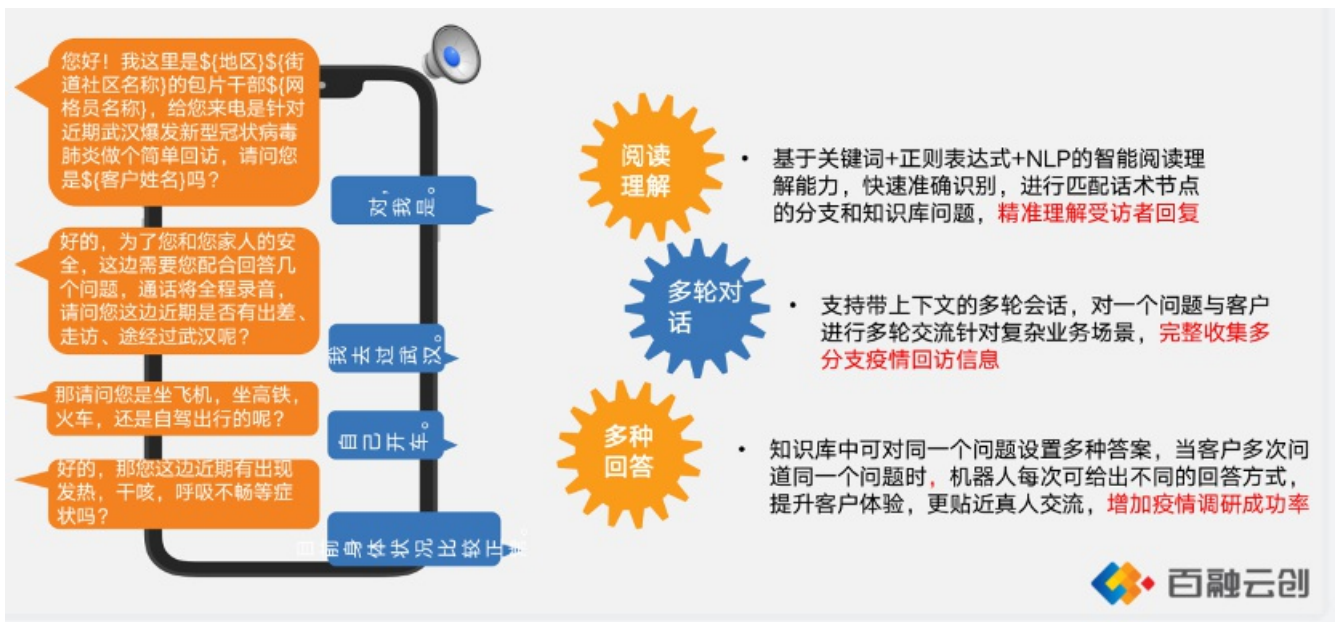 您好！我这里是${地区}${街
道社区名称}的包片干部${网
格员名称}，给您来电是针对
近期武汉爆发新型冠状病毒
肺炎做个简单回访，请问您
是${客户姓名}吗？
对，我是。
好的，为了您和您家人的安
全，这边需要您配合回答几
个问题，通话将全程录音，
请问您这边近期是否有出差、
走访、途经过武汉呢？
我去过武汉。
那请问您是坐飞机，坐高铁，
火车，还是自驾出行的呢？
自己开车。
好的，那您这边近期有出现
发热，干咳，呼吸不畅等症
状吗？
目前身体状况比较正常。
阅读
理解
• 基于关键词+正则表达式+NLP的智能阅读理
解能力，快速准确识别，进行匹配话术节点
的分支和知识库问题，精准理解受访者回复
多轮对
话
• 支持带上下文的多轮会话，对一个问题与客户
进行多轮交流针对复杂业务场景，完整收集多
分支疫情回访信息
多种
回答
• 知识库中可对同一个问题设置多种答案，当客户多次问
道同一个问题时，机器人每次可给出不同的回答方式，
提升客户体验，更贴近真人交流，增加疫情调研成功率
百融云创